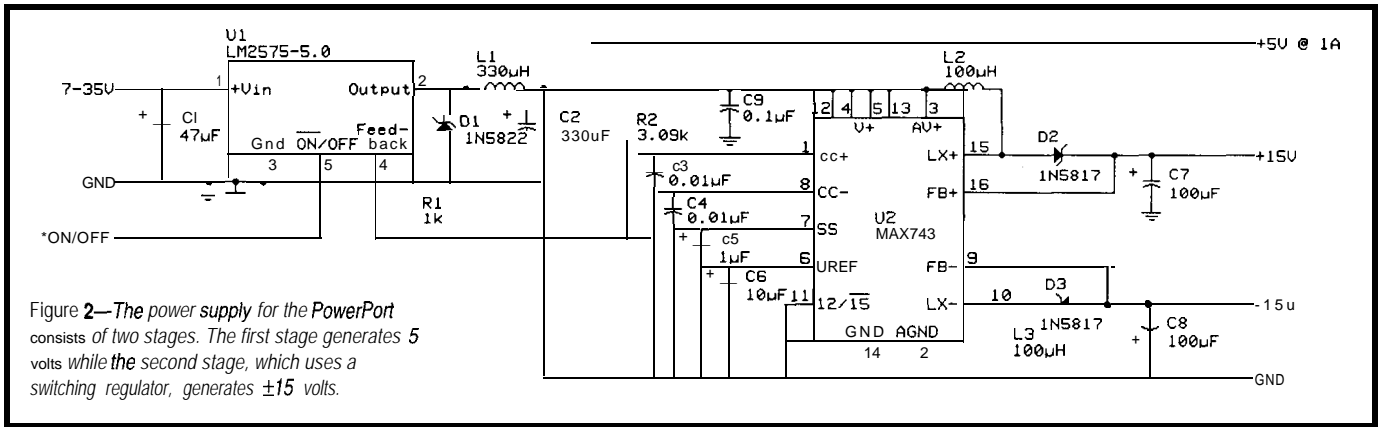 U1
LM2575-5.0
7-35V
1
+Vin
Output
2
Gnd
ON/OFF
Feed-
back
3
5
4
C1
47µF
+
GND
*ON/OFF
L1
330µH
D1
1N5822
+
C2
330uF
R1
1k
R2
3.09k
C9
0.1µF
+5V @ 1A
L2
100µH
12
4
5
13
3
V+
AV+
1
CC+
c3
0.01µF
8
CC-
C4
0.01µF
7
SS
+
c5
1µF
6
UREF
+
C6
10µF
11
12/15
U2
MAX743
LX+
15
FB+
16
FB-
9
LX-
10
GND
AGND
14
2
D2
1N5817
+
C7
100µF
+15V
D3
1N5817
L3
100µH
-15u
C8
100µF
+
GND
Figure 2—The power supply for the PowerPort
consists of two stages. The first stage generates 5
volts while the second stage, which uses a
switching regulator, generates ±15 volts.